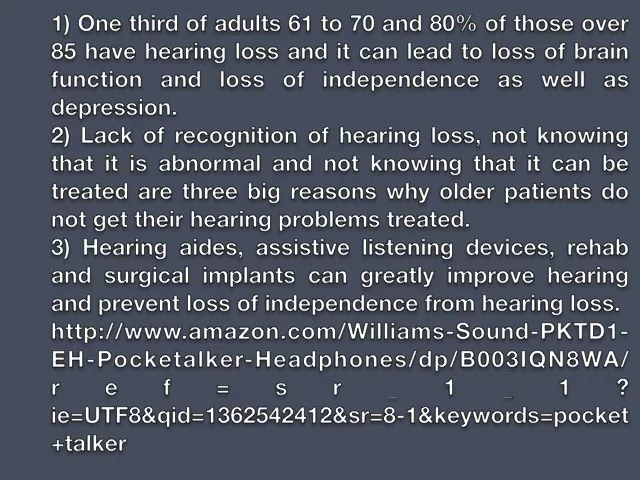 1) One third of adults 61 to 70 and 80% of those over
85 have hearing loss and it can lead to loss of brain
function and loss of independence as well as
depression.
2) Lack of recognition of hearing loss, not knowing
that it is abnormal and not knowing that it can be
treated are three big reasons why older patients do
not get their hearing problems treated.
3) Hearing aides, assistive listening devices, rehab
and surgical implants can greatly improve hearing
and prevent loss of independence from hearing loss.
http://www.amazon.com/Williams-Sound-PKTD1-
EH-Pocketalker-Headphones/dp/B003IQN8WA/
ref=sr_1_1?
ie=UTF8&qid=1362542412&sr=8-1&keywords=pocket
+talker